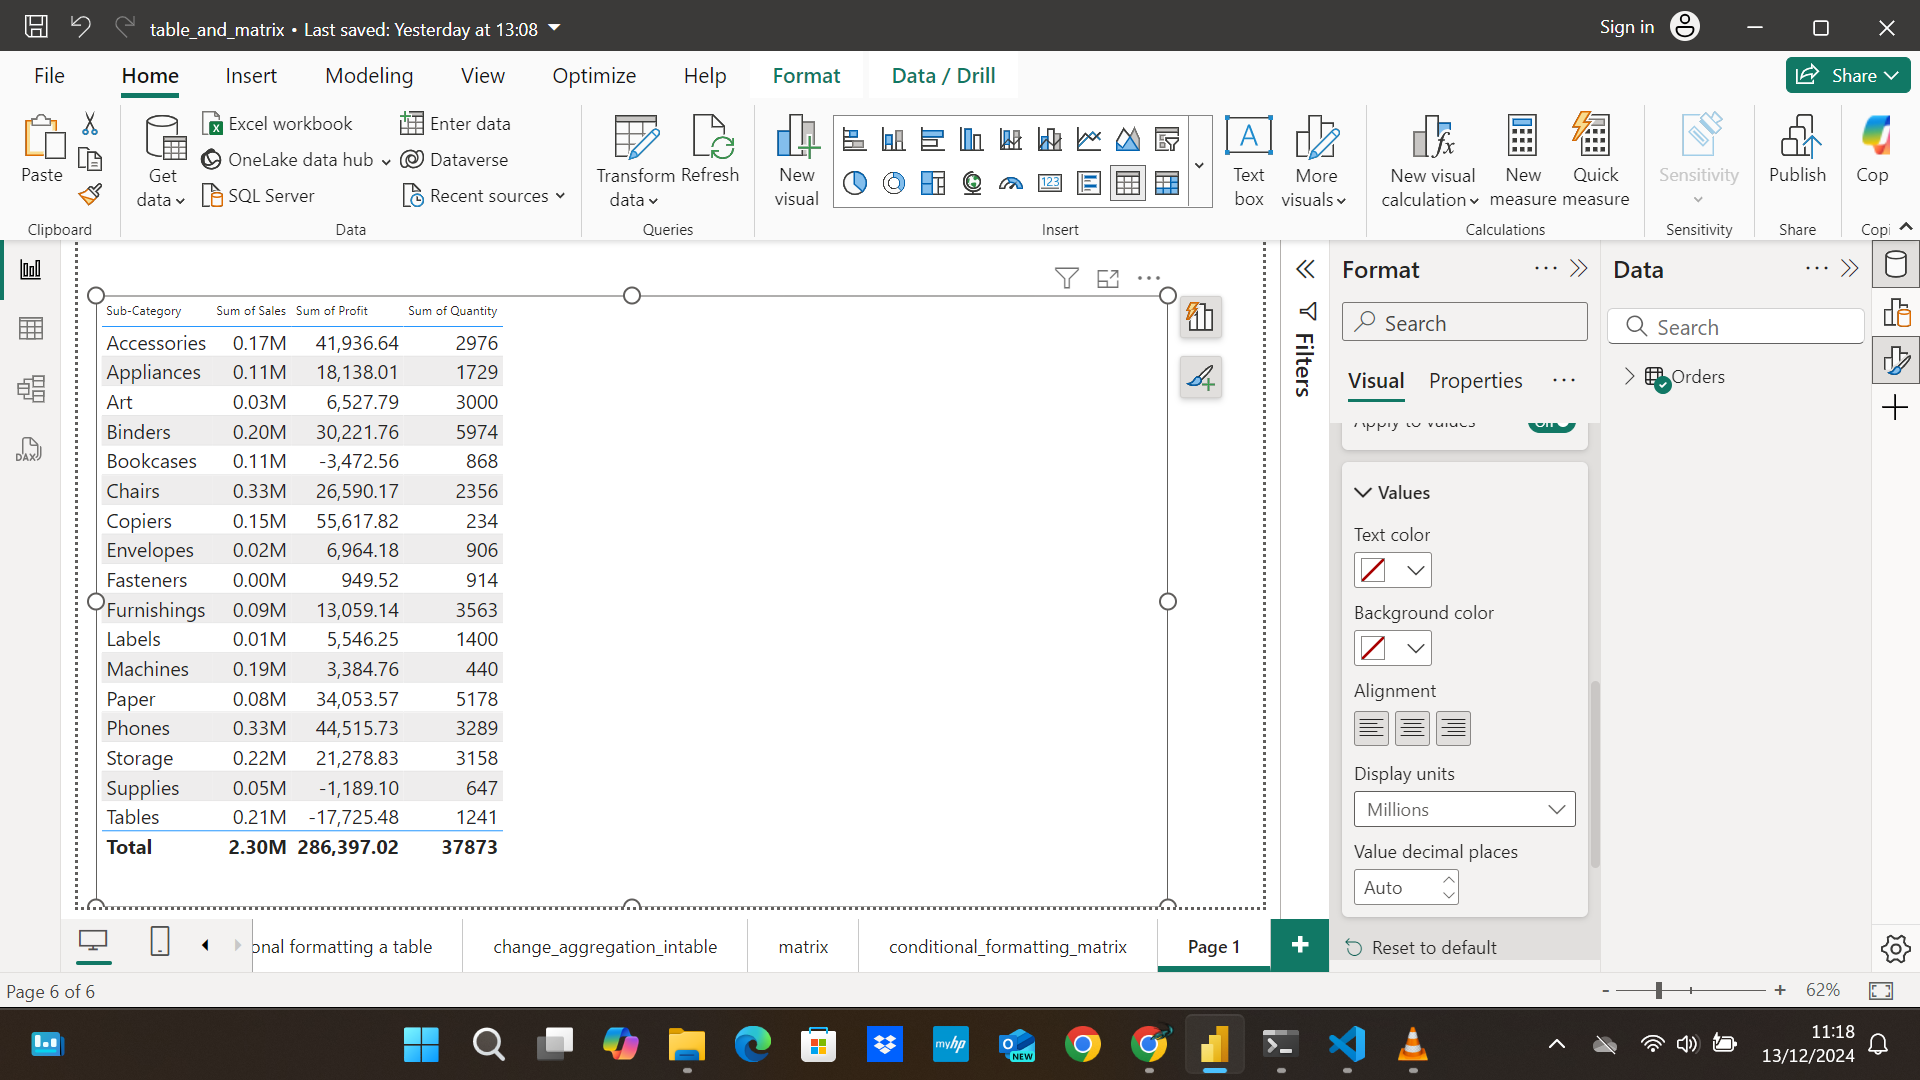 table_and_matrix • Last saved: Yesterday at 13:08
Sign in
File
Home
Insert
Modeling
View
Optimize
Help
Format
Data / Drill
Share
Paste
Clipboard
Get data
Excel workbook
OneLake data hub
SQL Server
Enter data
Dataverse
Recent sources
Data
Transform data
Refresh
Queries
New visual
123
Insert
A
Text box
More visuals
New visual calculation
New measure
Quick measure
Calculations
Sensitivity
Sensitivity
Publish
Share
Cop
Copi
DAX
Sub-Category Sum of Sales Sum of Profit Sum of Quantity
Accessories 0.17M 41,936.64 2976
Appliances 0.11M 18,138.01 1729
Art 0.03M 6,527.79 3000
Binders 0.20M 30,221.76 5974
Bookcases 0.11M -3,472.56 868
Chairs 0.33M 26,590.17 2356
Copiers 0.15M 55,617.82 234
Envelopes 0.02M 6,964.18 906
Fasteners 0.00M 949.52 914
Furnishings 0.09M 13,059.14 3563
Labels 0.01M 5,546.25 1400
Machines 0.19M 3,384.76 440
Paper 0.08M 34,053.57 5178
Phones 0.33M 44,515.73 3289
Storage 0.22M 21,278.83 3158
Supplies 0.05M -1,189.10 647
Tables 0.21M -17,725.48 1241
Total 2.30M 286,397.02 37873
Filters
Format
Search
Visual
Properties
Apply to values
On
Values
Text color
Background color
Alignment
Display units
Millions
Value decimal places
Auto
Reset to default
Data
Search
Orders
onal formatting a table
change_aggregation_intable
matrix
conditional_formatting_matrix
Page 1
Page 6 of 6
62%
myhp
NEW
11:18
13/12/2024